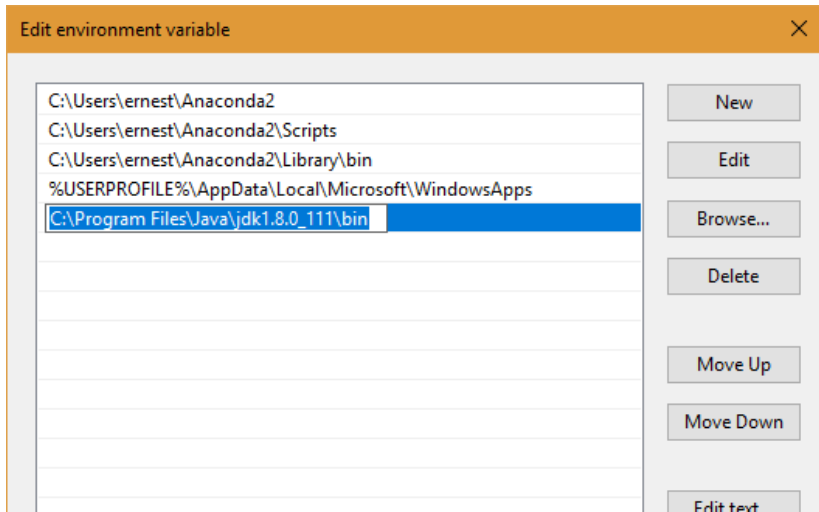 Edit environment variable
C:\Users\ernest\Anaconda2
C:\Users\ernest\Anaconda2\Scripts
C:\Users\ernest\Anaconda2\Library\bin
%USERPROFILE%\AppData\Local\Microsoft\WindowsApps
C:\Program Files\Java\jdk1.8.0_111\bin
New
Edit
Browse...
Delete
Move Up
Move Down
Edit text...